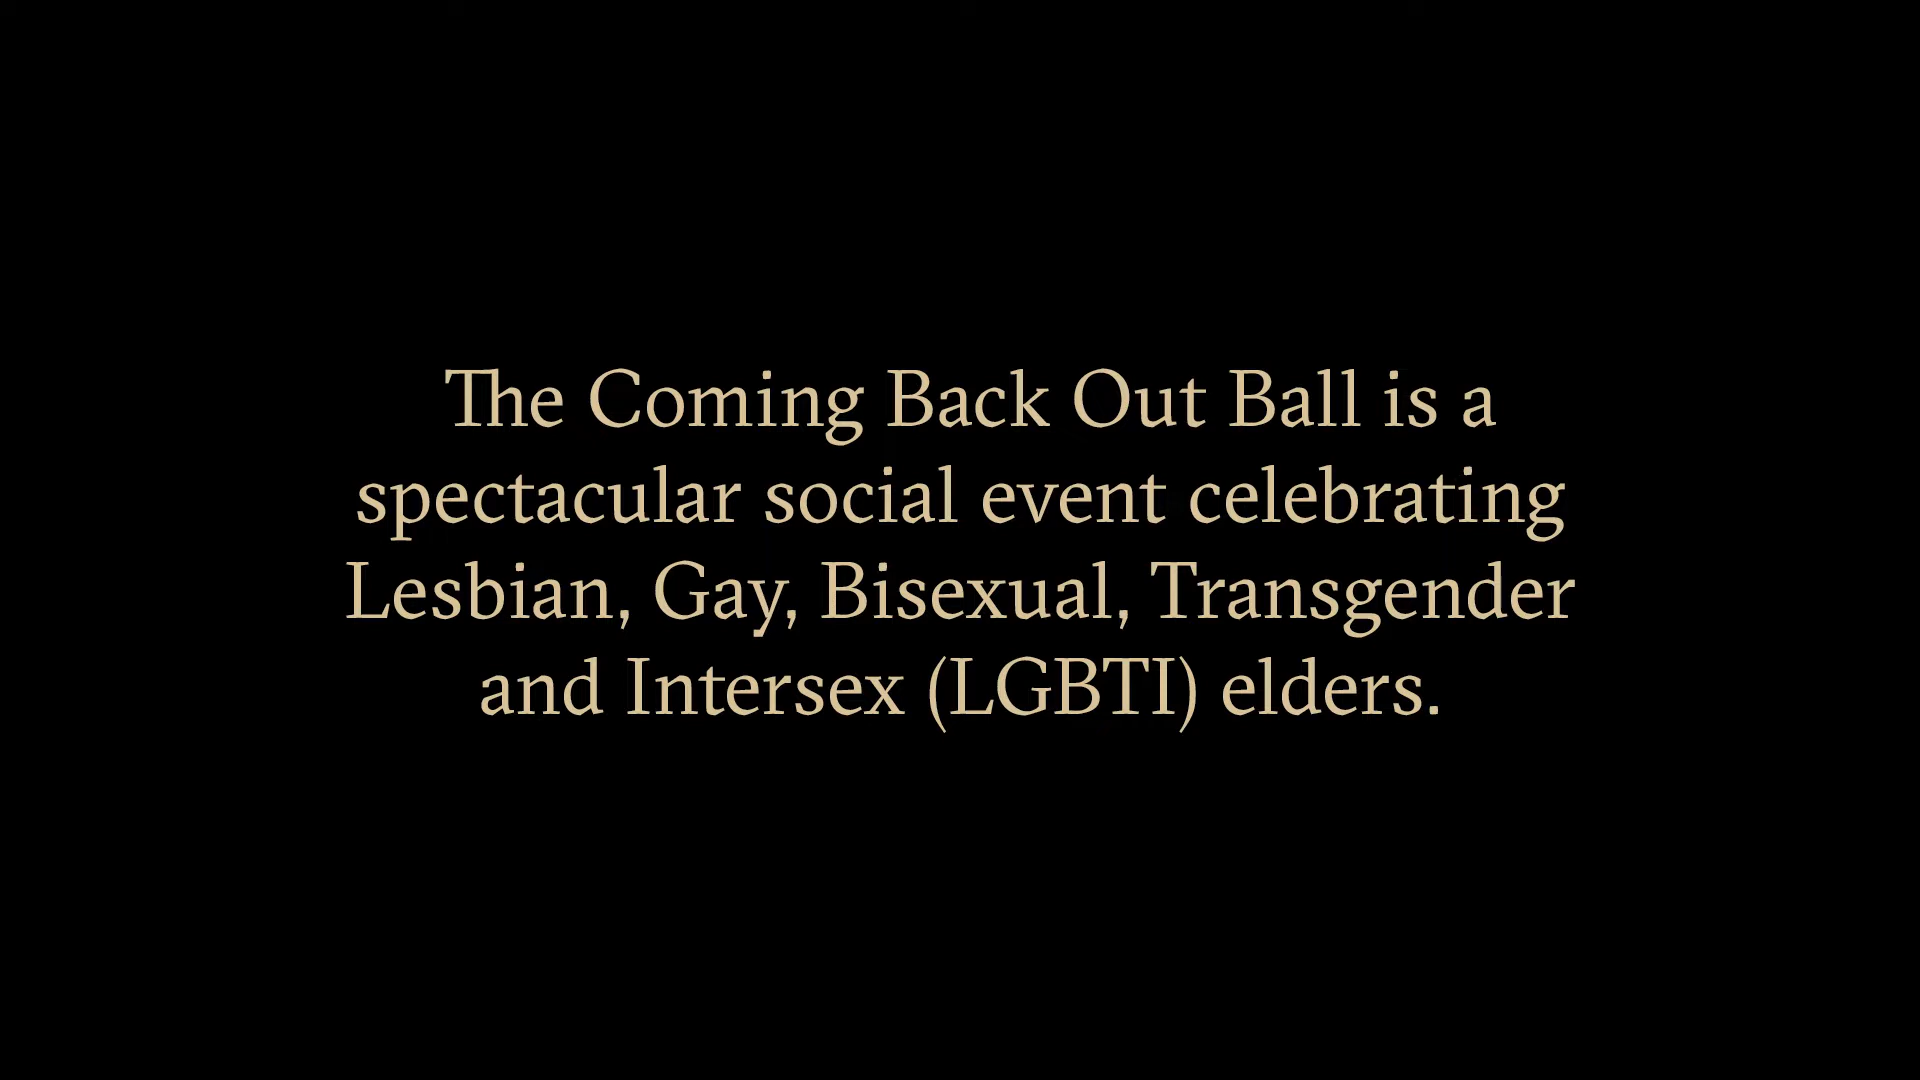 The Coming Back Out Ball is a
spectacular social event celebrating
Lesbian, Gay, Bisexual, Transgender
and Intersex (LGBTI) elders.